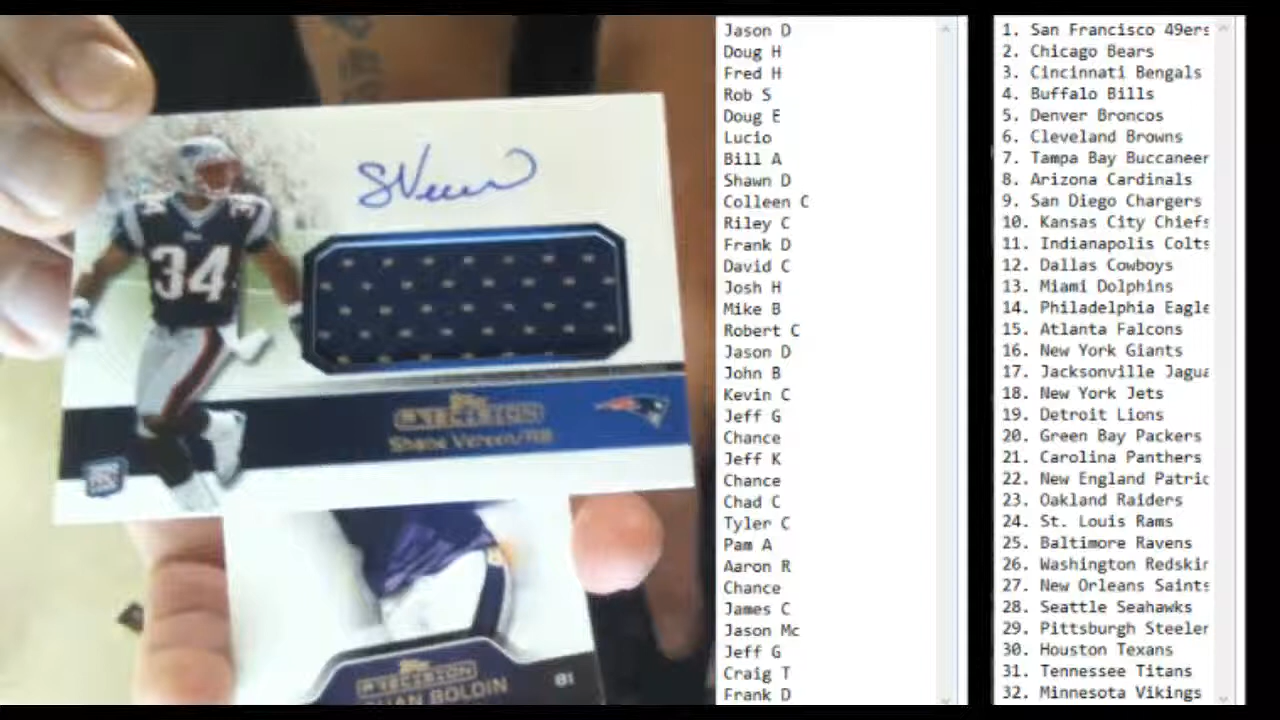 SVereen
34
Topps
PRECISION
Shane Vereen/RB
Topps
PRECISION
QUAN BOLDIN
81
Jason D
Doug H
Fred H
Rob S
Doug E
Lucio
Bill A
Shawn D
Colleen C
Riley C
Frank D
David C
Josh H
Mike B
Robert C
Jason D
John B
Kevin C
Jeff G
Chance
Jeff K
Chance
Chad C
Tyler C
Pam A
Aaron R
Chance
James C
Jason Mc
Jeff G
Craig T
Frank D
1. San Francisco 49ers
2. Chicago Bears
3. Cincinnati Bengals
4. Buffalo Bills
5. Denver Broncos
6. Cleveland Browns
7. Tampa Bay Buccaneer
8. Arizona Cardinals
9. San Diego Chargers
10. Kansas City Chiefs
11. Indianapolis Colts
12. Dallas Cowboys
13. Miami Dolphins
14. Philadelphia Eagle
15. Atlanta Falcons
16. New York Giants
17. Jacksonville Jagua
18. New York Jets
19. Detroit Lions
20. Green Bay Packers
21. Carolina Panthers
22. New England Patric
23. Oakland Raiders
24. St. Louis Rams
25. Baltimore Ravens
26. Washington Redskin
27. New Orleans Saints
28. Seattle Seahawks
29. Pittsburgh Steeler
30. Houston Texans
31. Tennessee Titans
32. Minnesota Vikings